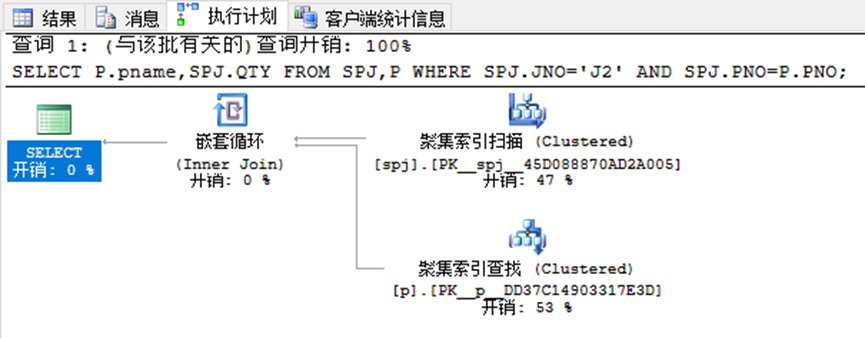 结果 消息 执行计划 客户端统计信息
查询 1: (与该批有关的)查询开销: 100%
SELECT P.pname,SPJ.QTY FROM SPJ,P WHERE SPJ.JNO='J2' AND SPJ.PNO=P.PNO;
SELECT
开销: 0 %
嵌套循环
(Inner Join)
开销: 0 %
聚集索引扫描 (Clustered)
[spj].[PK__spj__45D088870AD2A005]
开销: 47 %
聚集索引查找 (Clustered)
[p].[PK__p__DD37C14903317E3D]
开销: 53 %